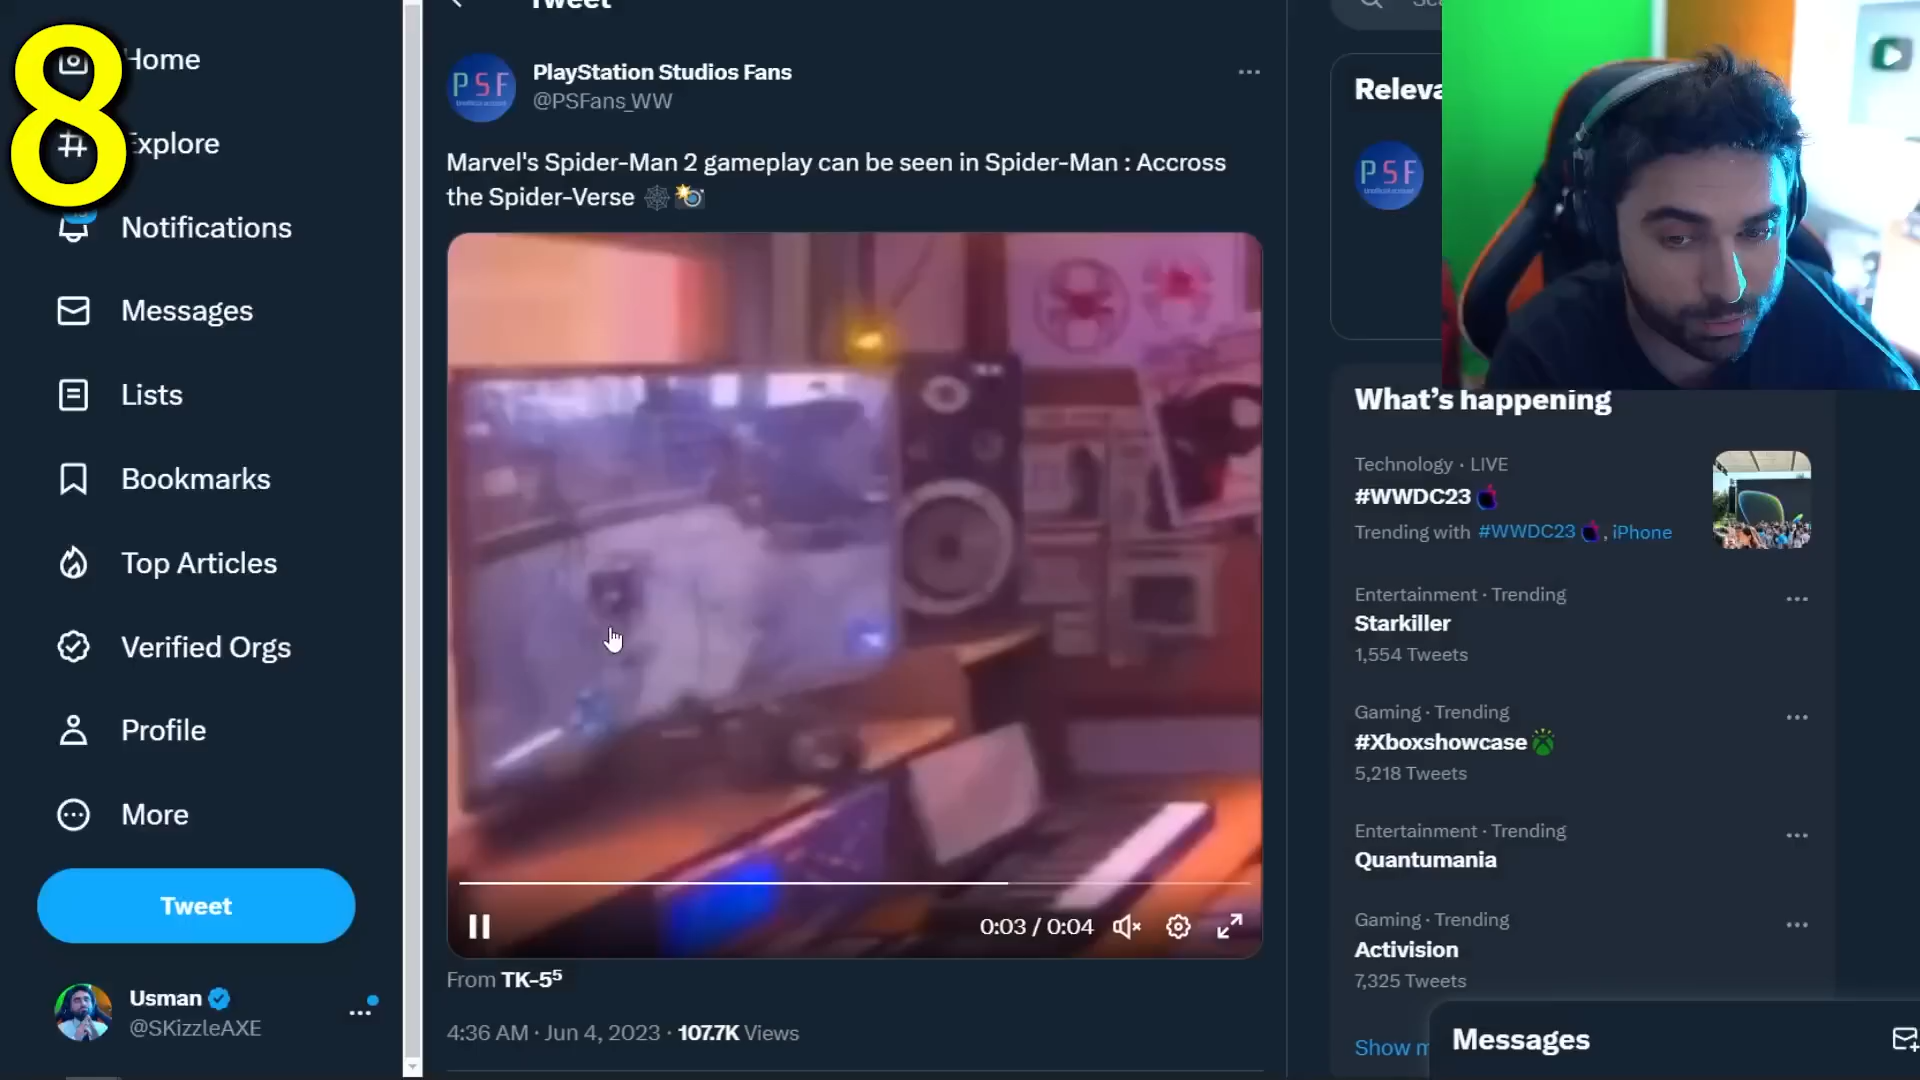 8
Home
Explore
Notifications
Messages
Lists
Bookmarks
Top Articles
Verified Orgs
Profile
More
Tweet
Usman
@SKizzleAXE
Tweet
PSF
PlayStation Studios Fans
@PSFans_WW
Marvel's Spider-Man 2 gameplay can be seen in Spider-Man : Accross
the Spider-Verse
0:03 / 0:04
From TK-5⁵
4:36 AM · Jun 4, 2023 · 107.7K Views
PSF
What's happening
Technology · LIVE
#WWDC23
Trending with #WWDC23 , iPhone
Entertainment · Trending
Starkiller
1,554 Tweets
Gaming · Trending
#Xboxshowcase
5,218 Tweets
Entertainment · Trending
Quantumania
Gaming · Trending
Activision
7,325 Tweets
Show
Messages